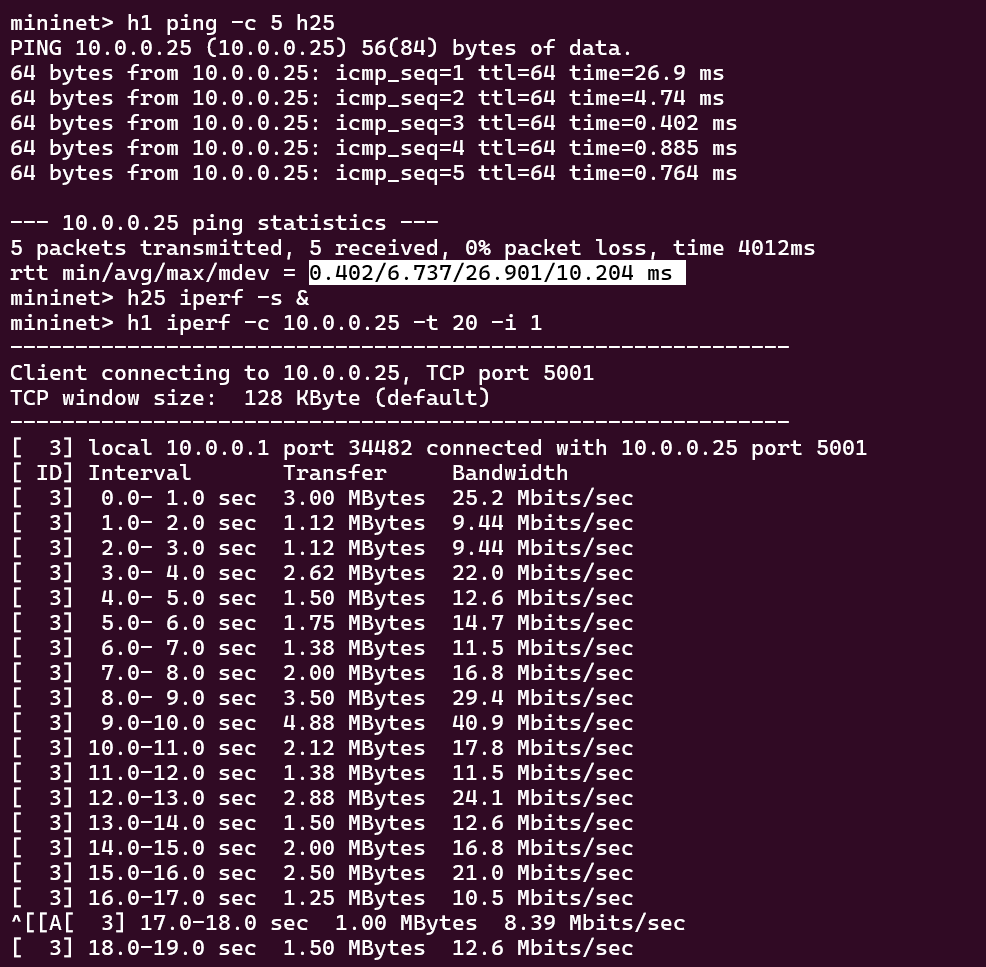 mininet> h1 ping -c 5 h25
PING 10.0.0.25 (10.0.0.25) 56(84) bytes of data.
64 bytes from 10.0.0.25: icmp_seq=1 ttl=64 time=26.9 ms
64 bytes from 10.0.0.25: icmp_seq=2 ttl=64 time=4.74 ms
64 bytes from 10.0.0.25: icmp_seq=3 ttl=64 time=0.402 ms
64 bytes from 10.0.0.25: icmp_seq=4 ttl=64 time=0.885 ms
64 bytes from 10.0.0.25: icmp_seq=5 ttl=64 time=0.764 ms

--- 10.0.0.25 ping statistics ---
5 packets transmitted, 5 received, 0% packet loss, time 4012ms
rtt min/avg/max/mdev = 0.402/6.737/26.901/10.204 ms
mininet> h25 iperf -s &
mininet> h1 iperf -c 10.0.0.25 -t 20 -i 1
------------------------------------------------------------
Client connecting to 10.0.0.25, TCP port 5001
TCP window size:  128 KByte (default)
------------------------------------------------------------
[  3] local 10.0.0.1 port 34482 connected with 10.0.0.25 port 5001
[ ID] Interval       Transfer     Bandwidth
[  3]  0.0- 1.0 sec  3.00 MBytes  25.2 Mbits/sec
[  3]  1.0- 2.0 sec  1.12 MBytes  9.44 Mbits/sec
[  3]  2.0- 3.0 sec  1.12 MBytes  9.44 Mbits/sec
[  3]  3.0- 4.0 sec  2.62 MBytes  22.0 Mbits/sec
[  3]  4.0- 5.0 sec  1.50 MBytes  12.6 Mbits/sec
[  3]  5.0- 6.0 sec  1.75 MBytes  14.7 Mbits/sec
[  3]  6.0- 7.0 sec  1.38 MBytes  11.5 Mbits/sec
[  3]  7.0- 8.0 sec  2.00 MBytes  16.8 Mbits/sec
[  3]  8.0- 9.0 sec  3.50 MBytes  29.4 Mbits/sec
[  3]  9.0-10.0 sec  4.88 MBytes  40.9 Mbits/sec
[  3] 10.0-11.0 sec  2.12 MBytes  17.8 Mbits/sec
[  3] 11.0-12.0 sec  1.38 MBytes  11.5 Mbits/sec
[  3] 12.0-13.0 sec  2.88 MBytes  24.1 Mbits/sec
[  3] 13.0-14.0 sec  1.50 MBytes  12.6 Mbits/sec
[  3] 14.0-15.0 sec  2.00 MBytes  16.8 Mbits/sec
[  3] 15.0-16.0 sec  2.50 MBytes  21.0 Mbits/sec
[  3] 16.0-17.0 sec  1.25 MBytes  10.5 Mbits/sec
^[[A[  3] 17.0-18.0 sec  1.00 MBytes  8.39 Mbits/sec
[  3] 18.0-19.0 sec  1.50 MBytes  12.6 Mbits/sec